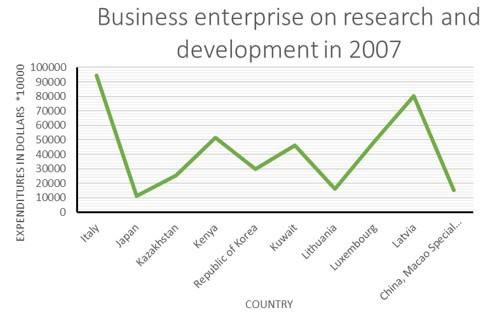 Business enterprise on research and
development in 2007
EXPENDITURES IN DOLLARS *10000
100000
90000
80000
70000
60000
50000
40000
30000
20000
10000
0
Italy
Japan
Kazakhstan
Kenya
Republic of Korea
Kuwait
Lithuania
Luxembourg
Latvia
China, Macao Special...
COUNTRY